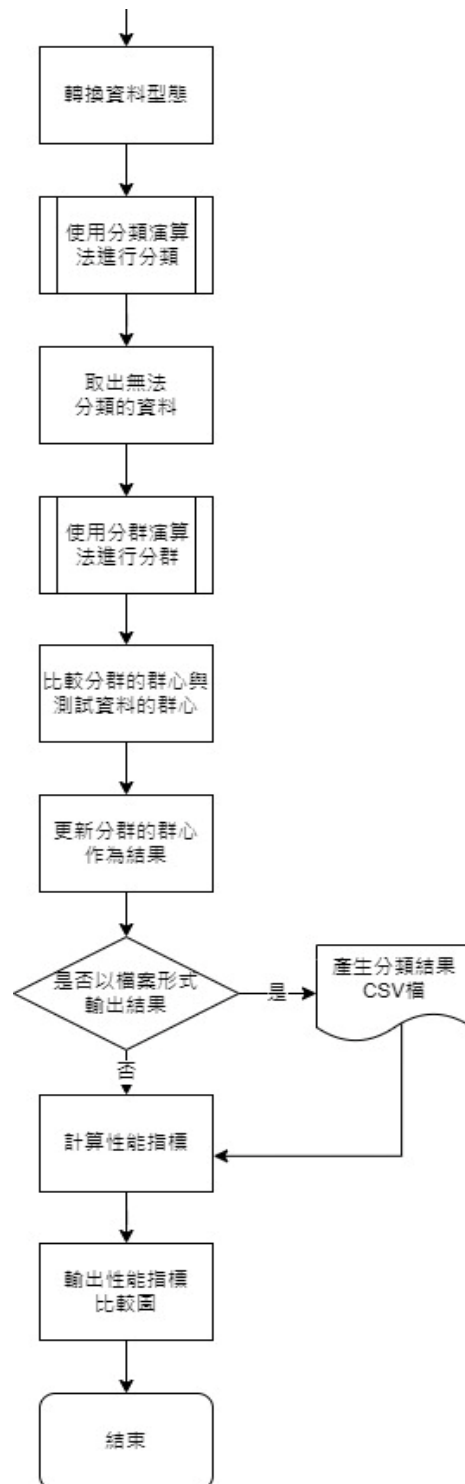 轉換資料型態
使用分類演算
法進行分類
取出無法
分類的資料
使用分群演算
法進行分群
比較分群的群心與
測試資料的群心
更新分群的群心
作為結果
是否以檔案形式
輸出結果
是
產生分類結果
CSV檔
否
計算性能指標
輸出性能指標
比較圖
結束